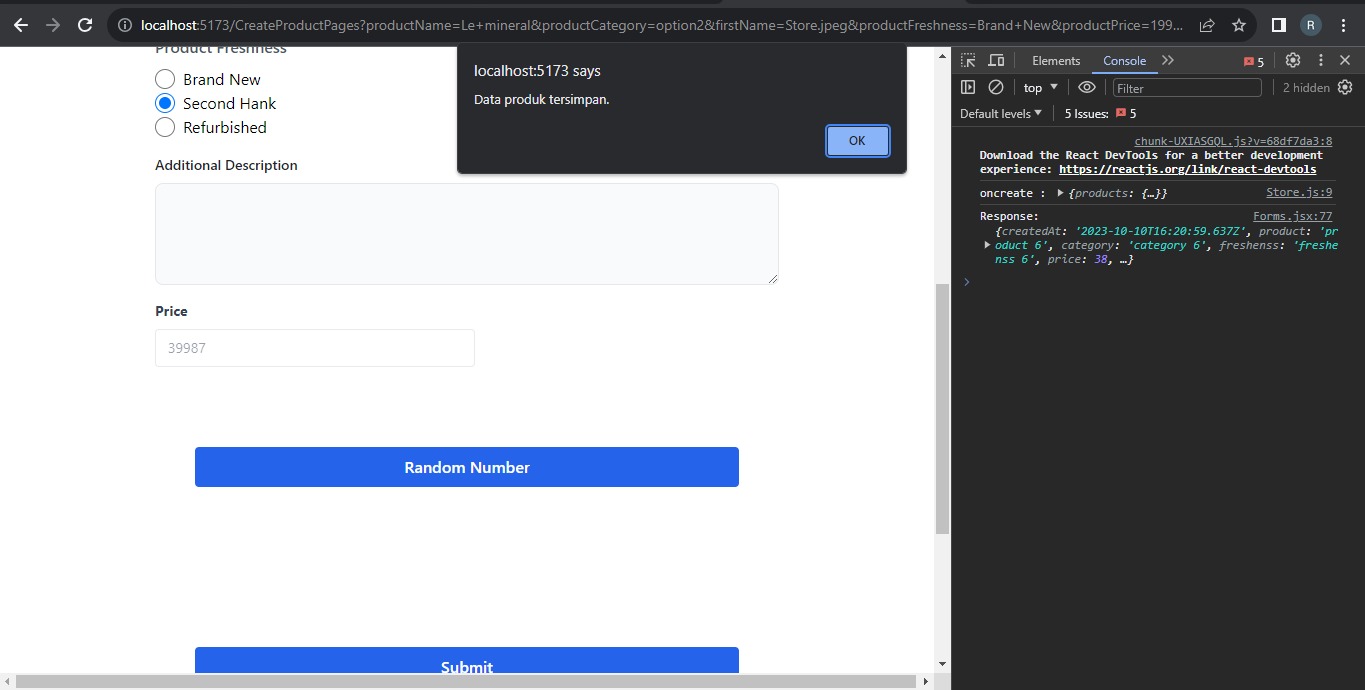 localhost:5173/CreateProductPages?productName=Le+mineral&productCategory=option2&firstName=Store.jpeg&productFreshness=Brand+New&productPrice=199...
R
Product Freshness
Brand New
Second Hank
Refurbished
Additional Description
Price
39987
Random Number
Submit
localhost:5173 says
Data produk tersimpan.
OK
Elements Console 5
top Filter 2 hidden
Default levels 5 Issues: 5
chunk-UXIASGQL.js?v=68df7da3:8
Download the React DevTools for a better development
experience: https://reactjs.org/link/react-devtools
oncreate : {products: {…}} Store.js:9
Response: Forms.jsx:77
{createdAt: '2023-10-10T16:20:59.637Z', product: 'pr
oduct 6', category: 'category 6', freshenss: 'freshe
nss 6', price: 38, …}